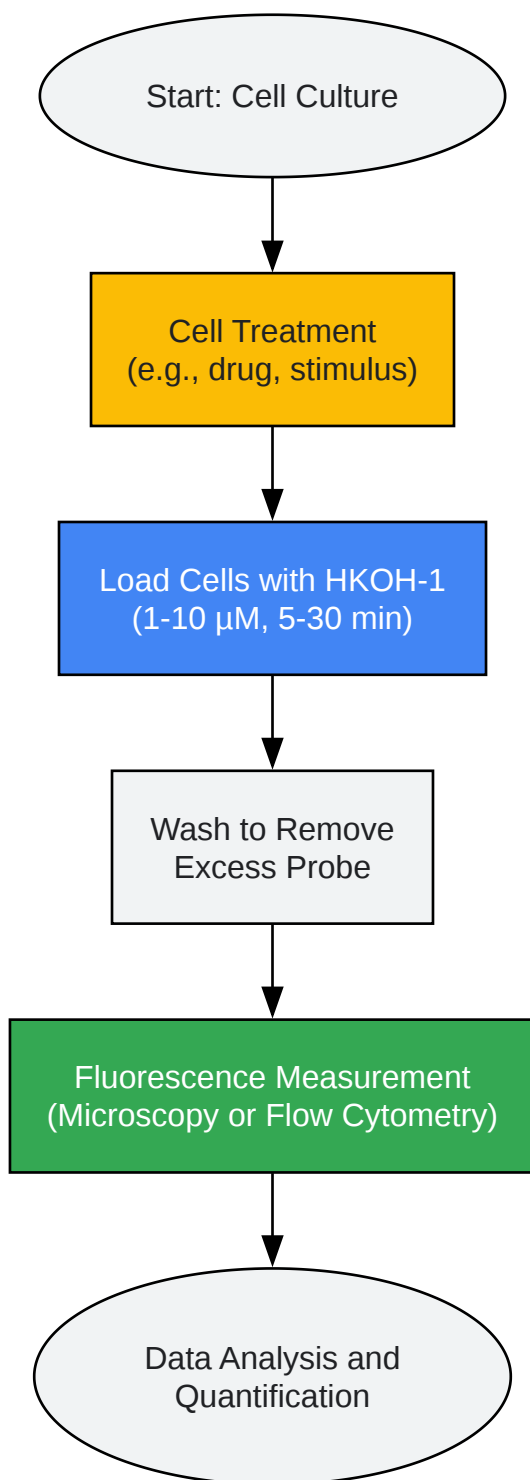 Start: Cell Culture
Cell Treatment
(e.g., drug, stimulus)
Load Cells with HKOH-1
(1-10 µM, 5-30 min)
Wash to Remove
Excess Probe
Fluorescence Measurement
(Microscopy or Flow Cytometry)
Data Analysis and
Quantification